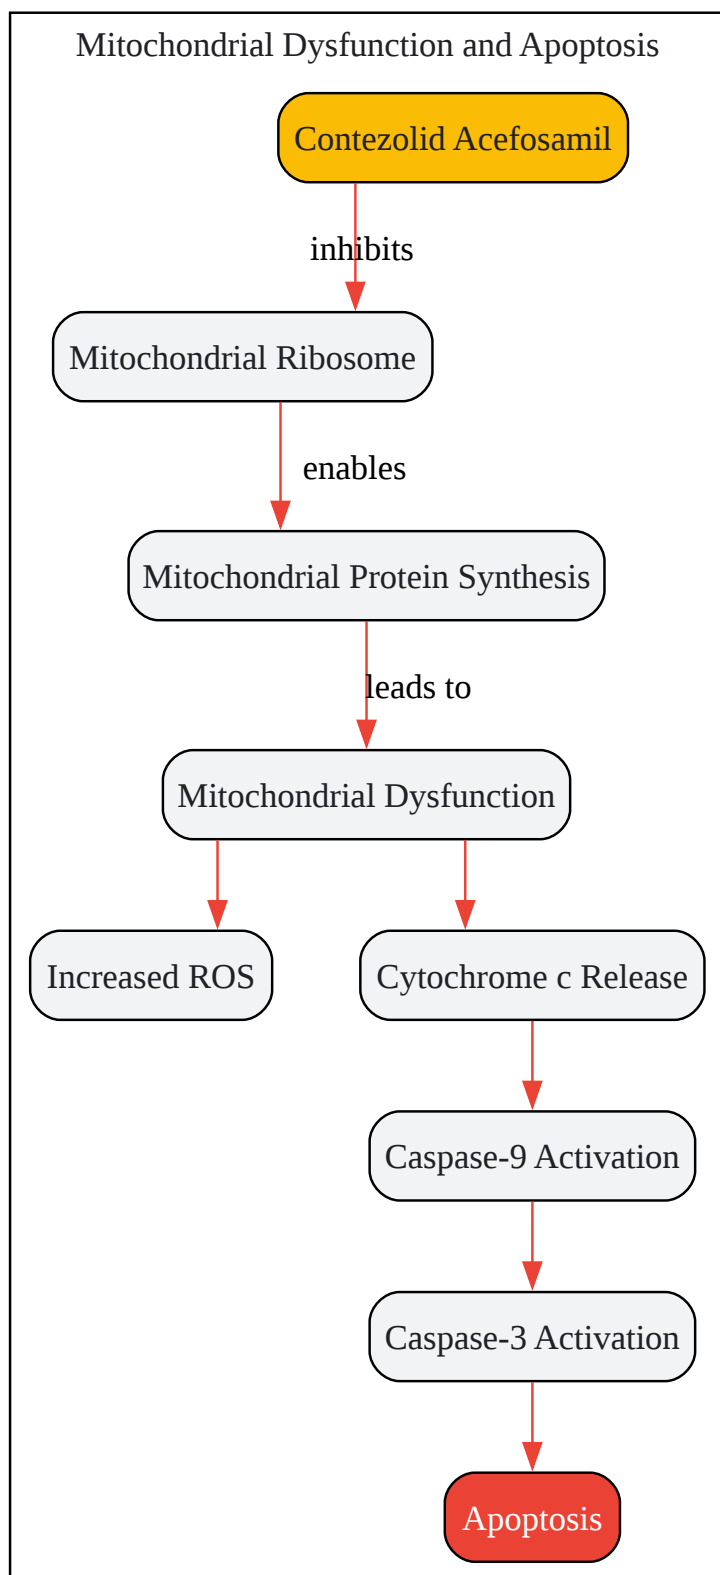 Mitochondrial Dysfunction and Apoptosis
Contezolid Acefosamil
inhibits
Mitochondrial Ribosome
enables
Mitochondrial Protein Synthesis
leads to
Mitochondrial Dysfunction
Increased ROS
Cytochrome c Release
Caspase-9 Activation
Caspase-3 Activation
Apoptosis